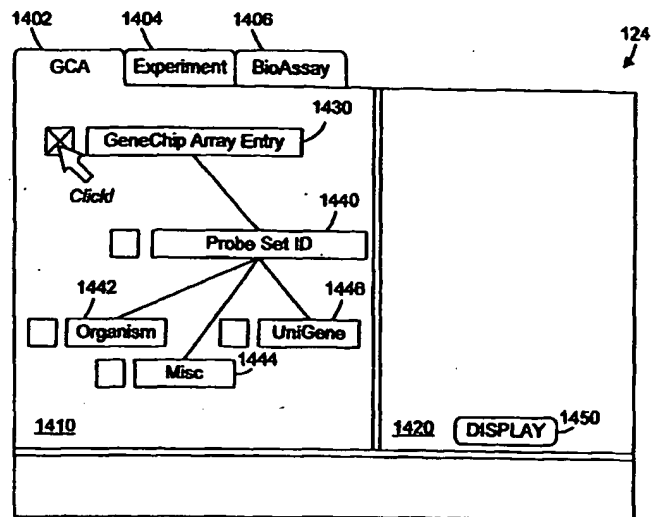 1402 1404 1406
124
GCA Experiment BioAssay
1430
GeneChip Array Entry
Click!
1440
Probe Set ID
1442 1446
Organism UniGene
1444
Misc
1410 1420 1450
DISPLAY